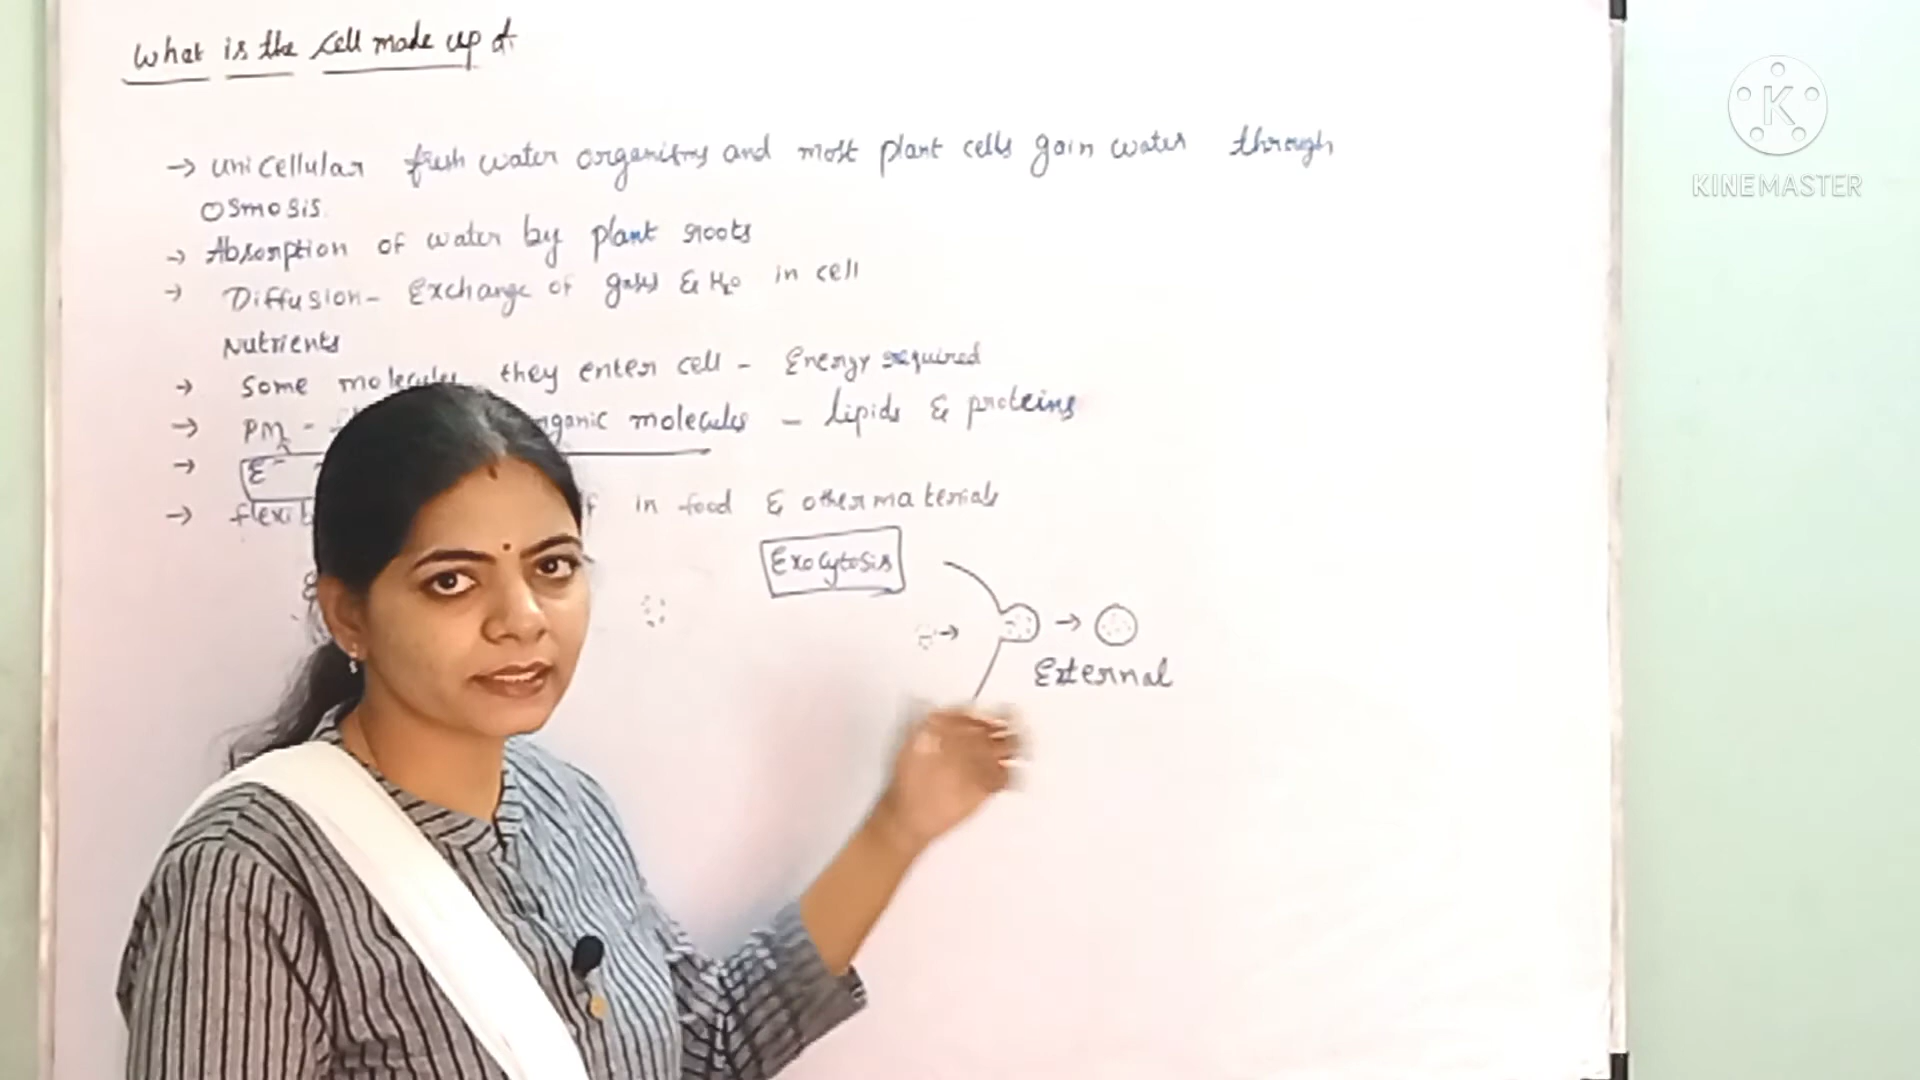 What is the cell made up of
→ unicellular fresh water organisms and most plant cells gain water through
osmosis.
→ Absorption of water by plant roots
→ Diffusion - Exchange of gases & H2O in cell
Nutrients
→ Some molecules they enter cell - Energy required
→ PM - organic molecules - lipids & proteins
→ E
→ in food & other materials
Exocytosis
External
K
KINEMASTER